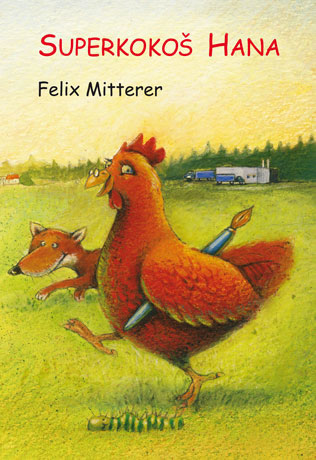 SUPERKOKOŠ HANA
Felix Mitterer